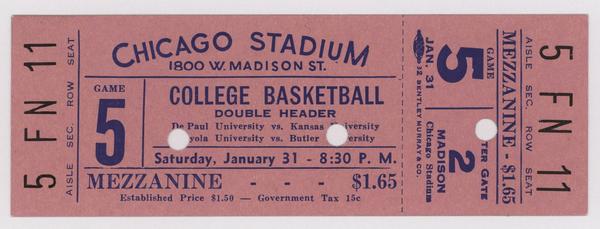 5 FN 11
AISLE SEC. ROW SEAT
CHICAGO STADIUM
1800 W. MADISON ST.
GAME
5
COLLEGE BASKETBALL
DOUBLE HEADER
De Paul University vs. Kansas University
Loyola University vs. Butler University
Saturday, January 31 - 8:30 P. M.
MEZZANINE - - - $1.65
Established Price $1.50 — Government Tax 15c
BENTLEY MURRAY & CO.
JAN. 31
GAME
5
MADISON
Chicago Stadium
2
Gate
MEZZANINE - $1.65
AISLE SEC. ROW SEAT
5 FN 11